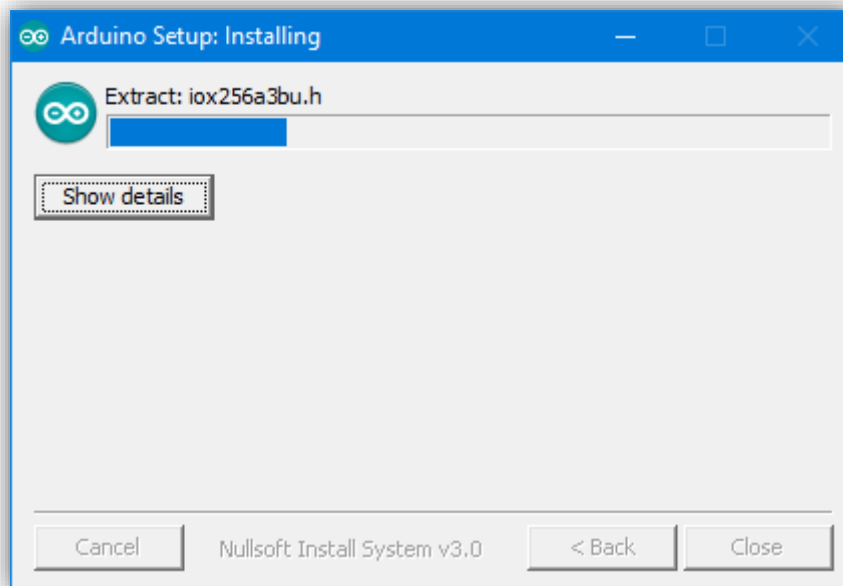 Arduino Setup: Installing
Extract: iox256a3bu.h
Show details
Cancel
Nullsoft Install System v3.0
< Back
Close